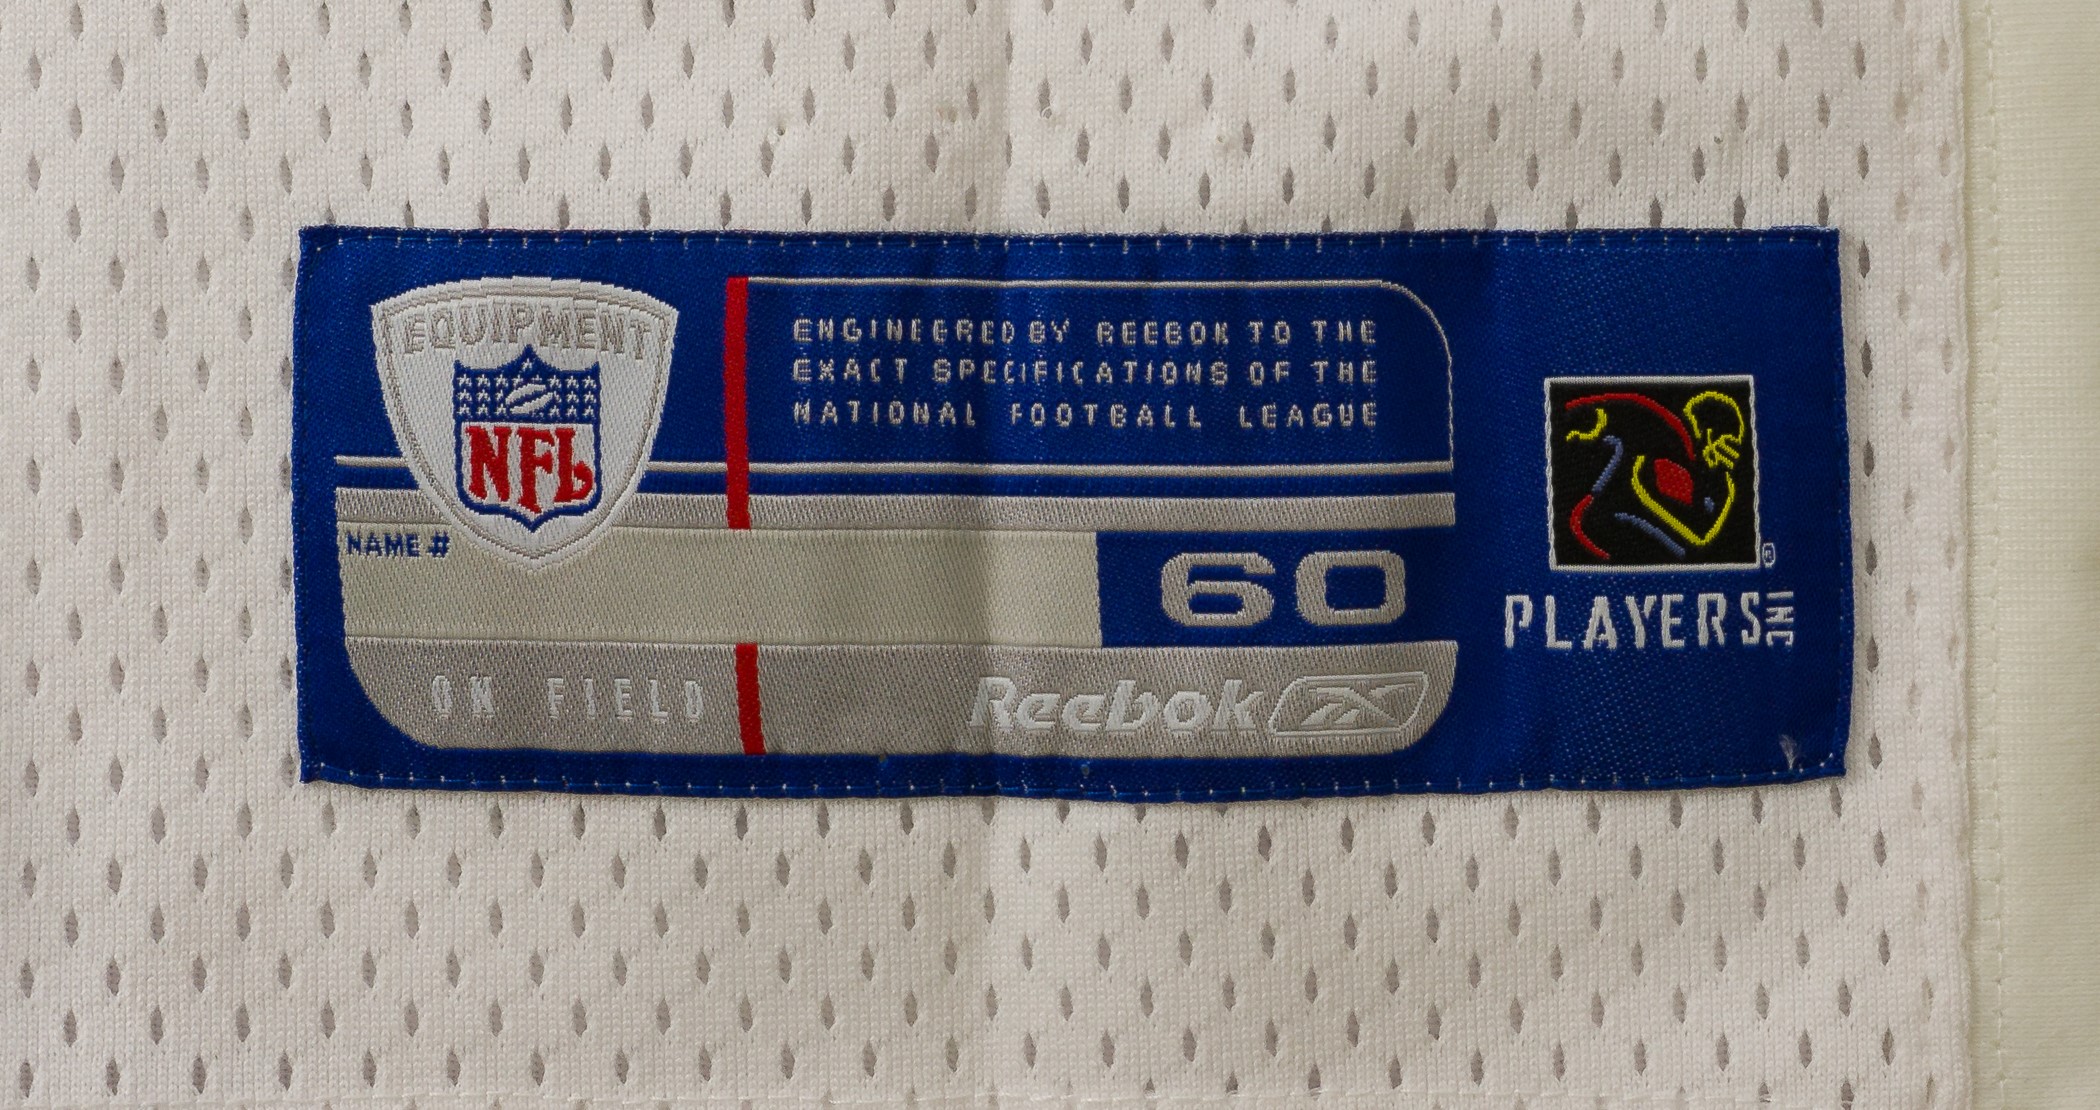 EQUIPMENT
NFL
ENGINEERED BY REEBOK TO THE
EXACT SPECIFICATIONS OF THE
NATIONAL FOOTBALL LEAGUE
NAME #
60
ON FIELD
Reebok
®
PLAYERS INC